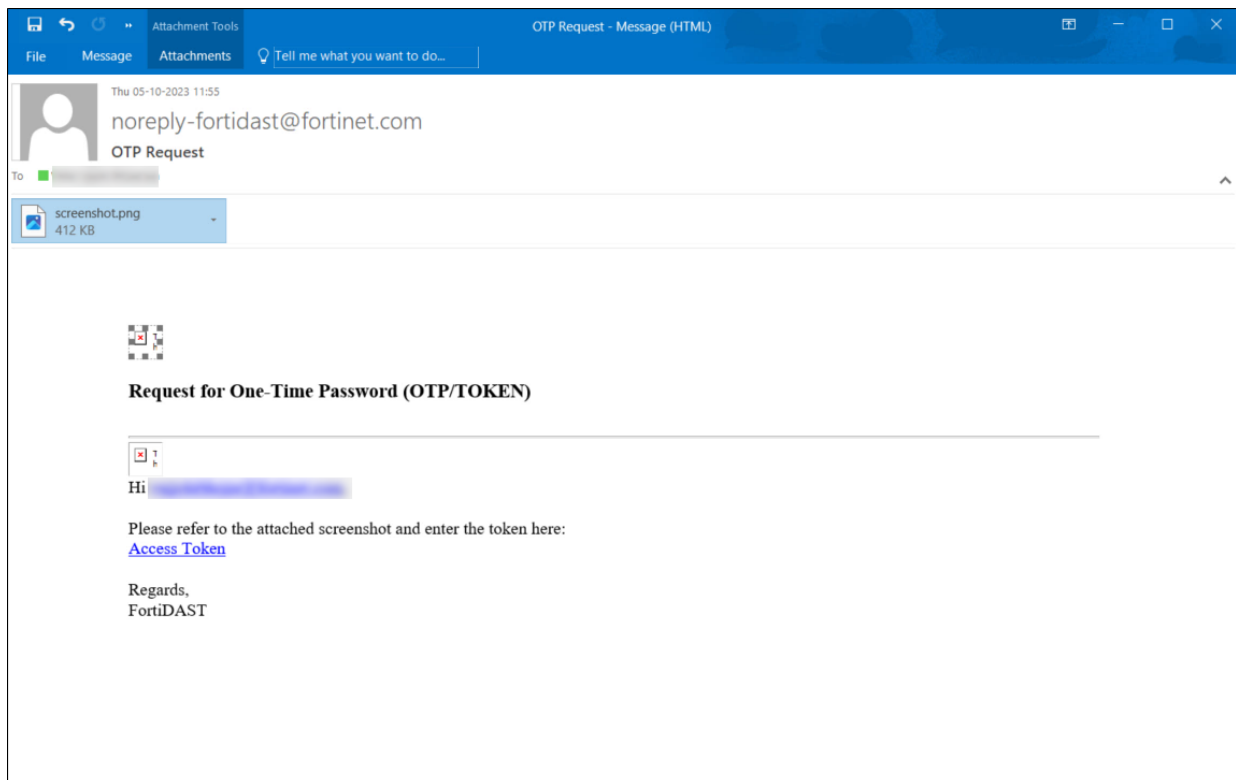 Attachment Tools
OTP Request - Message (HTML)
File Message Attachments Tell me what you want to do...
Thu 05-10-2023 11:55
noreply-fortidast@fortinet.com
OTP Request
To
screenshot.png
412 KB
Request for One-Time Password (OTP/TOKEN)
Hi
Please refer to the attached screenshot and enter the token here:
Access Token
Regards,
FortiDAST